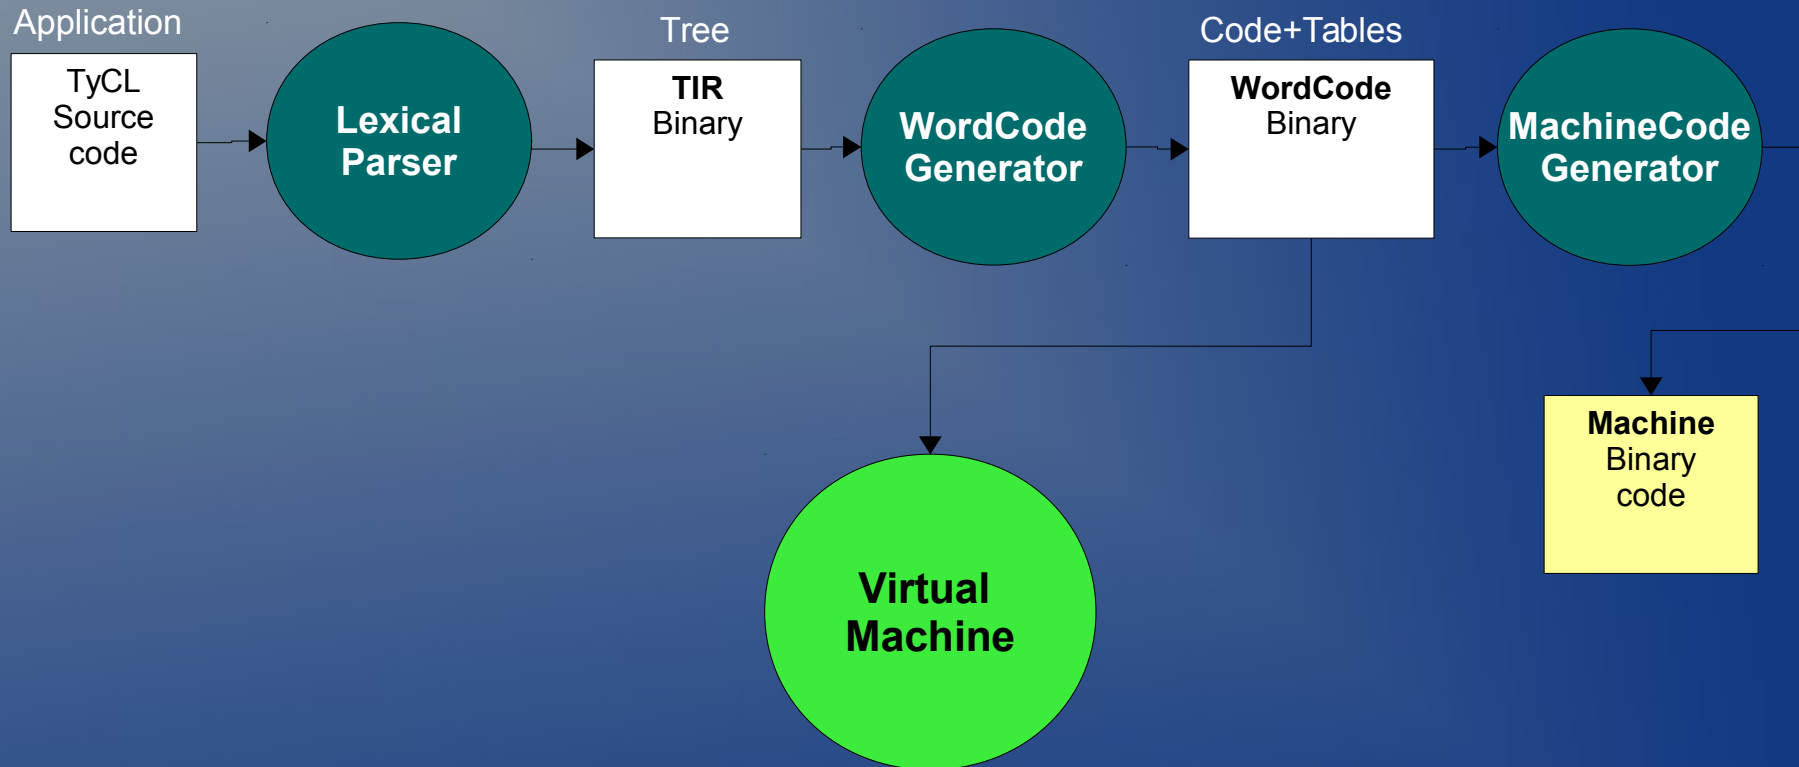 Application
TyCL
Source
code
Lexical
Parser
Tree
TIR
Binary
WordCode
Generator
Code+Tables
WordCode
Binary
MachineCode
Generator
Machine
Binary
code
Virtual
Machine